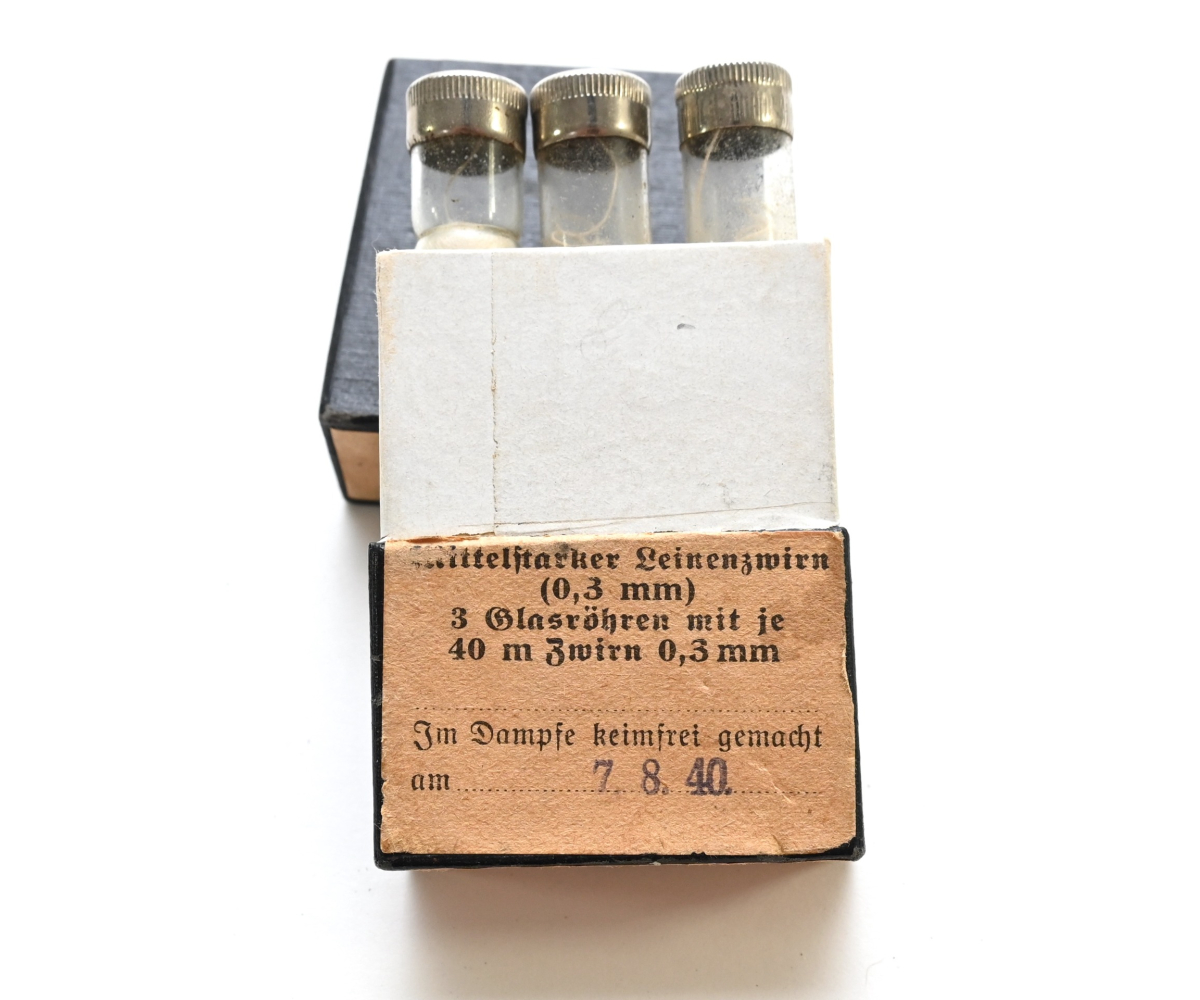 Mittelstarker Leinenzwirn
(0,3 mm)
3 Glasröhren mit je
40 m Zwirn 0,3 mm
Im Dampfe keimfrei gemacht
am 7. 8. 40.